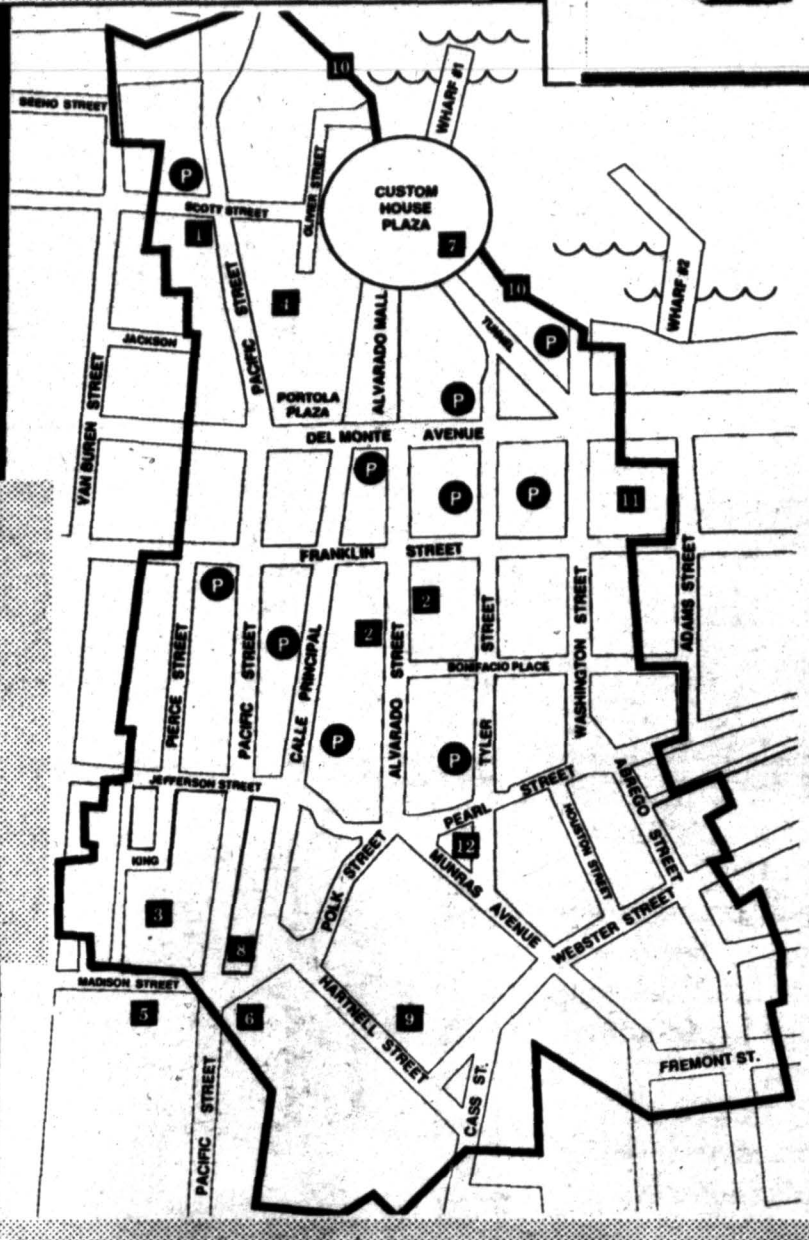 10
WHARF #1
SEENO STREET
P
OLIVIER STREET
CUSTOM
HOUSE
PLAZA
SCOTT STREET
1
7
WHARF #2
10
4
PACIFIC STREET
ALVARADO MALL
TUNNEL
P
JACKSON
VAN BUREN STREET
PORTOLA
PLAZA
P
DEL MONTE AVENUE
P
P
P
11
FRANKLIN STREET
P
2
2
P
PIERCE STREET
PACIFIC STREET
CALLE PRINCIPAL
ALVARADO STREET
TYLER STREET
BONIFACIO PLACE
WASHINGTON STREET
ADAMS STREET
P
P
JEFFERSON STREET
PEARL STREET
ABREGO STREET
HOUSTON STREET
12
KING
POLK STREET
MUNRAS AVENUE
WEBSTER STREET
3
8
MADISON STREET
5
6
HARTNELL STREET
9
CASS ST.
FREMONT ST.
PACIFIC STREET